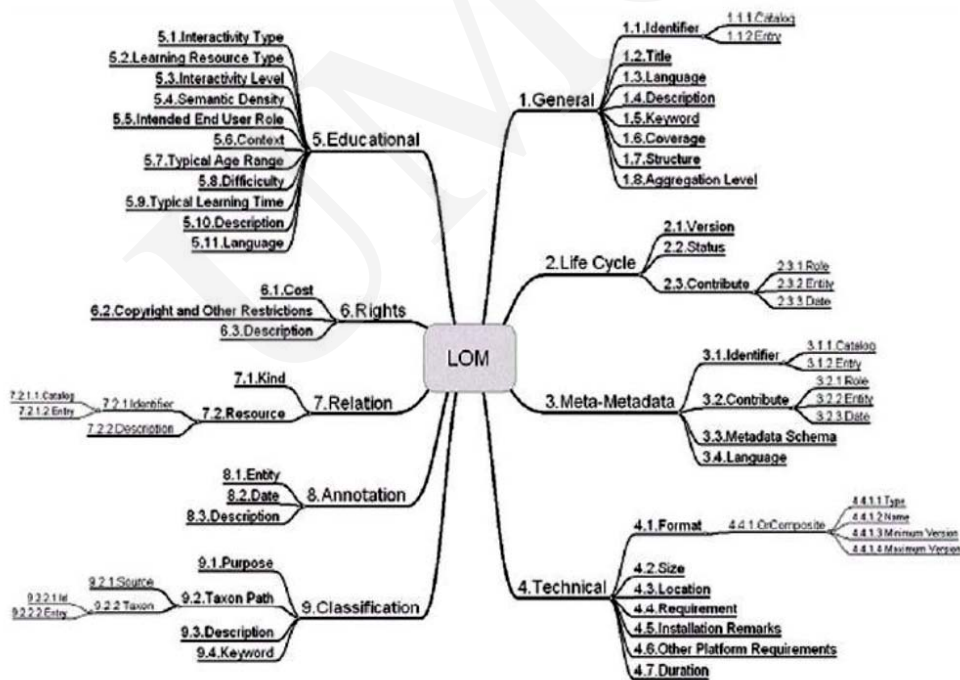 LOM
1.General
1.1.Identifier
1.1.1.Catalog
1.1.2 Entry
1.2.Title
1.3.Language
1.4.Description
1.5.Keyword
1.6.Coverage
1.7.Structure
1.8.Aggregation Level
2.Life Cycle
2.1.Version
2.2.Status
2.3.Contribute
2.3.1 Role
2.3.2 Entity
2.3.3 Date
3.Meta-Metadata
3.1.Identifier
3.1.1.Catalog
3.1.2 Entry
3.2.Contribute
3.2.1 Role
3.2.2 Entity
3.2.3 Date
3.3.Metadata Schema
3.4.Language
4.Technical
4.1.Format
4.4.1.OrComposite
4.4.1.1 Type
4.4.1.2 Name
4.4.1.3 Minimum Version
4.4.1.4 Maximum Version
4.2.Size
4.3.Location
4.4.Requirement
4.5.Installation Remarks
4.6.Other Platform Requirements
4.7.Duration
5.Educational
5.1.Interactivity Type
5.2.Learning Resource Type
5.3.Interactivity Level
5.4.Semantic Density
5.5.Intended End User Role
5.6.Context
5.7.Typical Age Range
5.8.Difficiculty
5.9.Typical Learning Time
5.10.Description
5.11.Language
6.Rights
6.1.Cost
6.2.Copyright and Other Restrictions
6.3.Description
7.Relation
7.1.Kind
7.2.Resource
7.2.1 Identifier
7.2.1.1.Catalog
7.2.1.2 Entry
7.2.2 Description
8.Annotation
8.1.Entity
8.2.Date
8.3.Description
9.Classification
9.1.Purpose
9.2.Taxon Path
9.2.1 Source
9.2.2 Taxon
9.2.2.1 Id
9.2.2.2 Entry
9.3.Description
9.4.Keyword